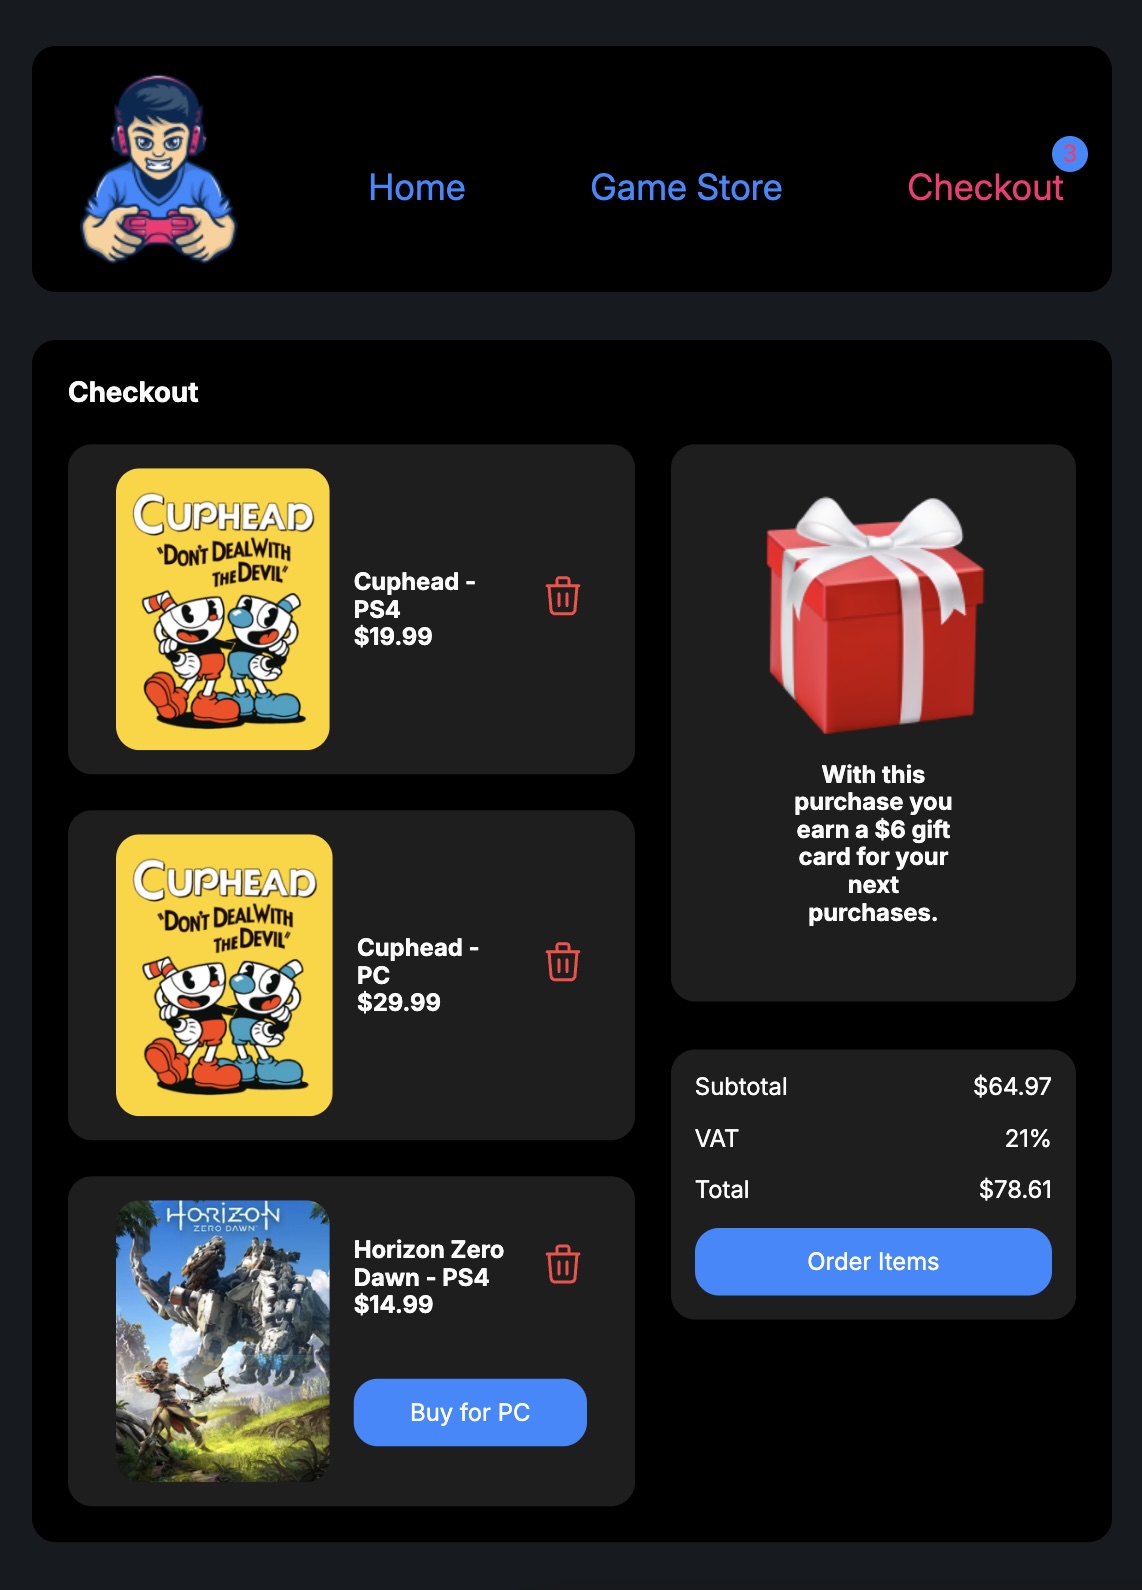 Home
Game Store
Checkout
3
Checkout
CUPHEAD
"DON'T DEAL WITH
THE DEVIL"
Cuphead -
PS4
$19.99
CUPHEAD
"DON'T DEAL WITH
THE DEVIL"
Cuphead -
PC
$29.99
HORIZON
ZERO DAWN
Horizon Zero
Dawn - PS4
$14.99
Buy for PC
With this
purchase you
earn a $6 gift
card for your
next
purchases.
Subtotal $64.97
VAT 21%
Total $78.61
Order Items